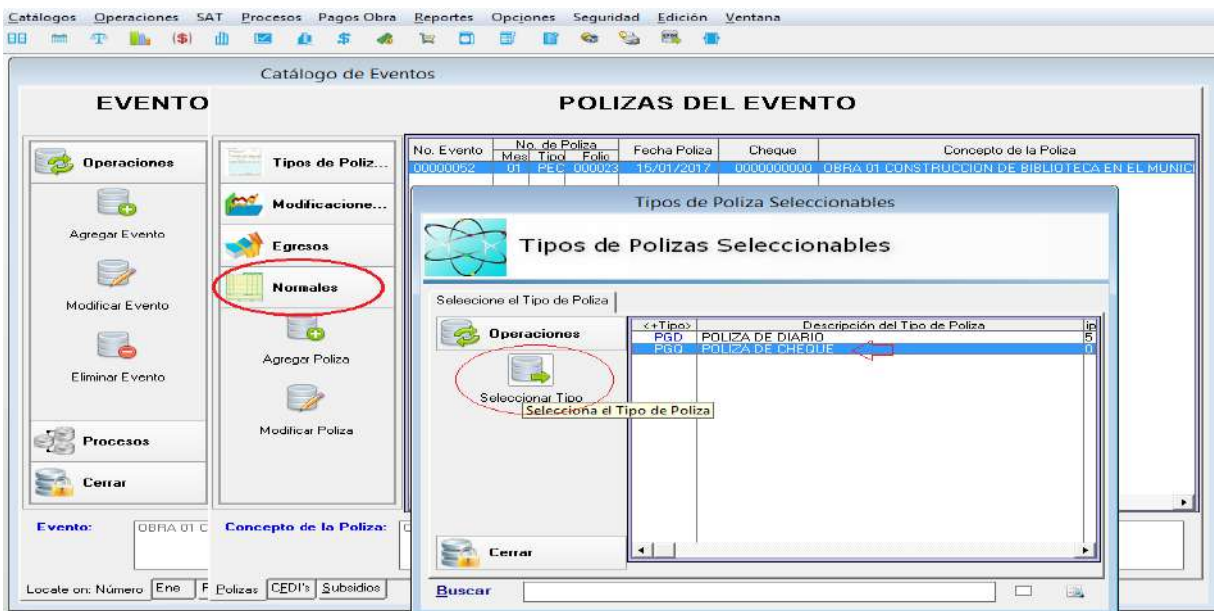 Catálogos Operaciones SAT Procesos Pagos Obra Reportes Opciones Seguridad Edición Ventana
Catálogo de Eventos
EVENTO
POLIZAS DEL EVENTO
Operaciones
Agregar Evento
Modificar Evento
Eliminar Evento
Procesos
Cerrar
Tipos de Poliz...
Modificacione...
Egresos
Normales
Agregar Poliza
Modificar Poliza
No. Evento No. de Poliza Fecha Poliza Cheque Concepto de la Poliza
Mes Tipo Folio
00000052 01 PEC 000023 15/01/2017 0000000000 OBRA 01 CONSTRUCCION DE BIBLIOTECA EN EL MUNIC
Tipos de Poliza Seleccionables
Tipos de Polizas Seleccionables
Seleccione el Tipo de Poliza
Operaciones
Seleccionar Tipo
Selecciona el Tipo de Poliza
Cerrar
<+Tipo> Descripción del Tipo de Poliza ip
PGD POLIZA DE DIARIO 5
PGQ POLIZA DE CHEQUE 0
Buscar
Evento: OBRA 01 C
Concepto de la Poliza:
Locate on: Número Ene F
Polizas CEDI's Subsidios